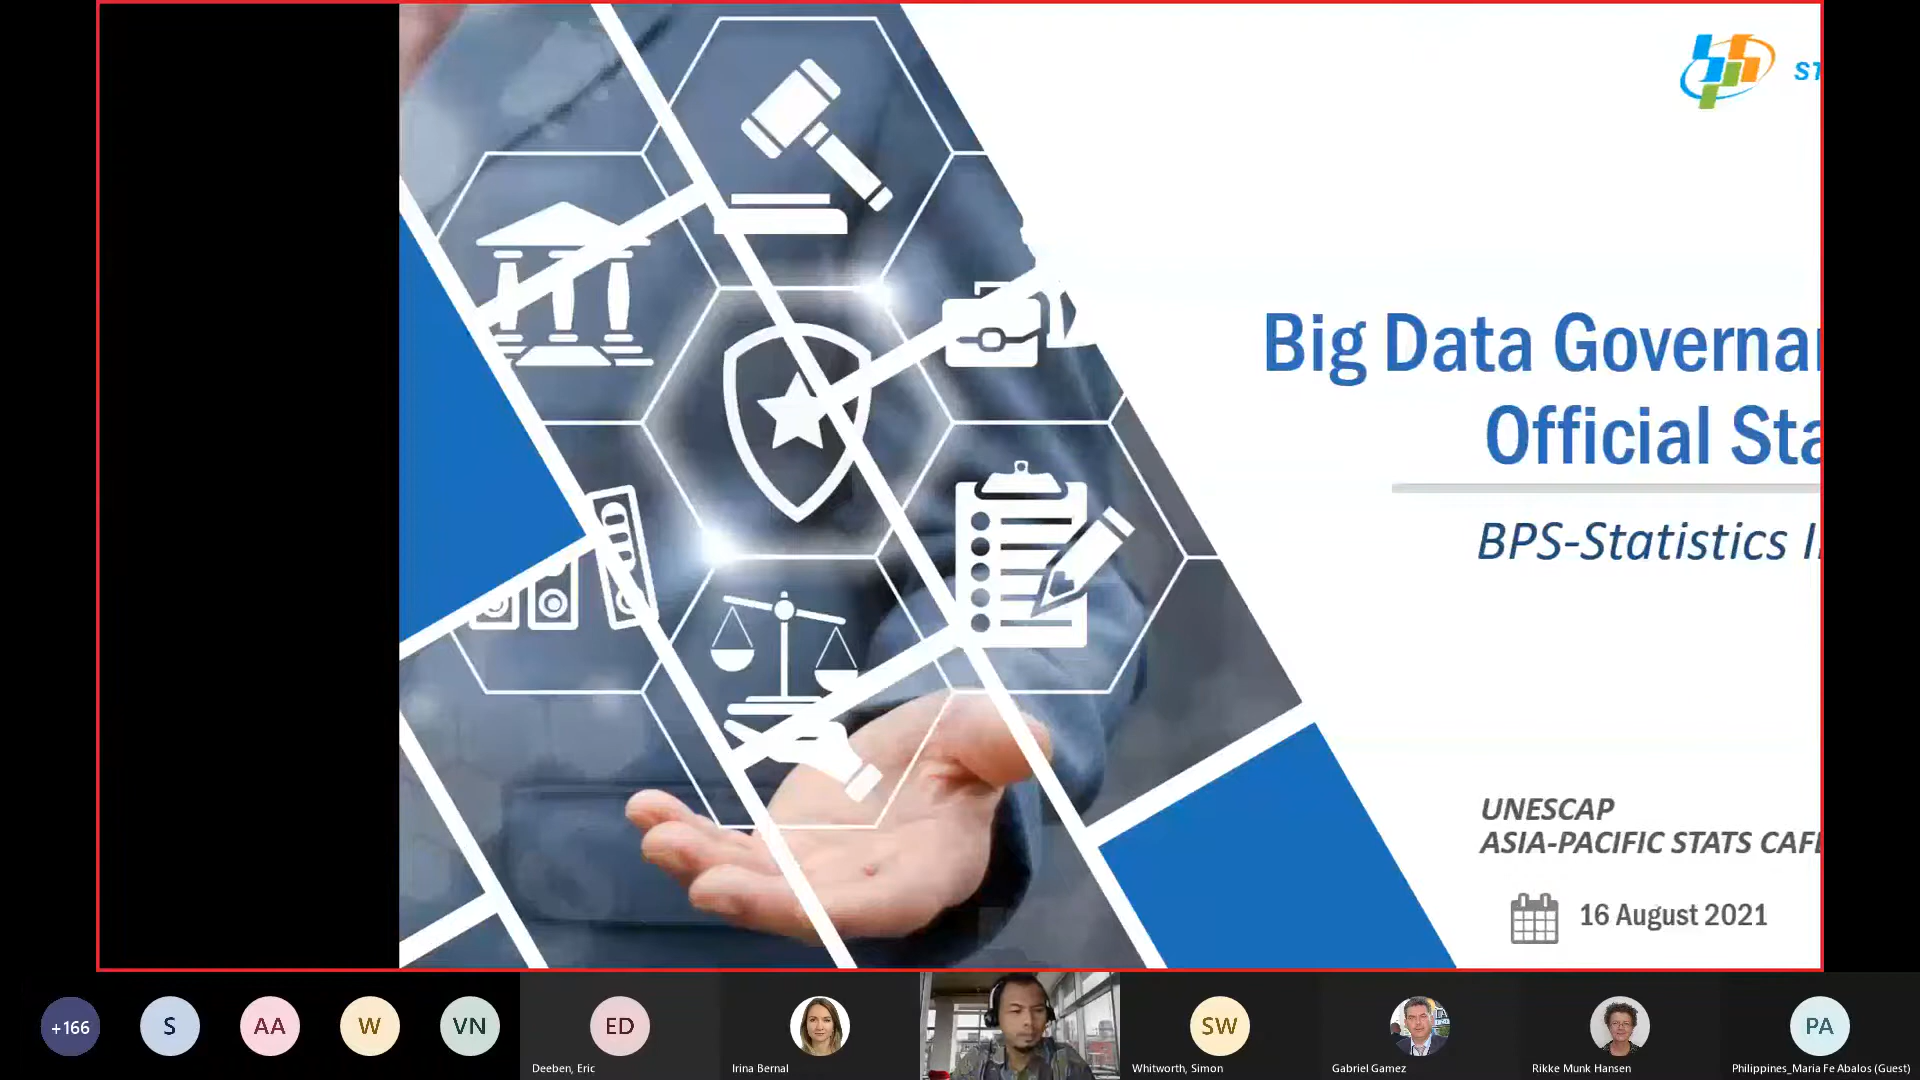 ST
Big Data Governa
Official Sta
BPS-Statistics I
UNESCAP
ASIA-PACIFIC STATS CAF
16 August 2021
+166
S
AA
W
VN
ED
Deeben, Eric
Irina Bernal
SW
Whitworth, Simon
Gabriel Gamez
Rikke Munk Hansen
PA
Philippines_Maria Fe Abalos (Guest)